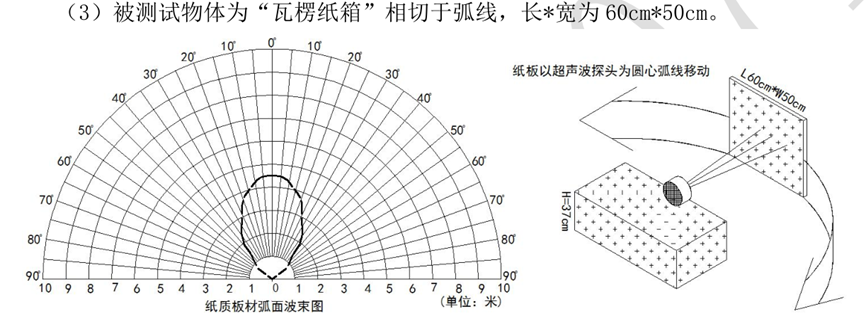 （3）被测试物体为“瓦楞纸箱”相切于弧线，长*宽为 60cm*50cm。
0°
10° 10°
20° 20°
30° 30°
40° 40°
50° 50°
60° 60°
70° 70°
80° 80°
90° 90°
10 9 8 7 6 5 4 3 2 1 0 1 2 3 4 5 6 7 8 9 10
纸质板材弧面波束图
(单位：米)
纸板以超声波探头为圆心弧线移动
L60cm*W50cm
H=37cm